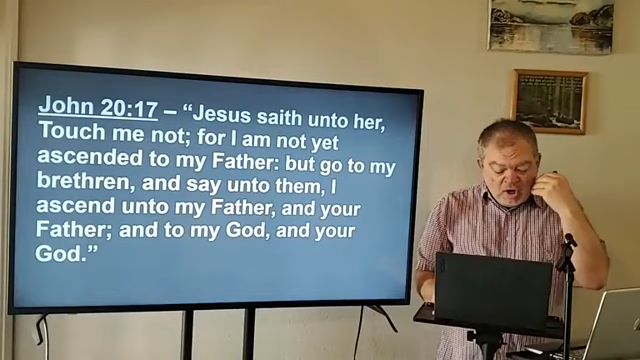 John 20:17 – “Jesus saith unto her,
Touch me not; for I am not yet
ascended to my Father: but go to my
brethren, and say unto them, I
ascend unto my Father, and your
Father; and to my God, and your
God.”